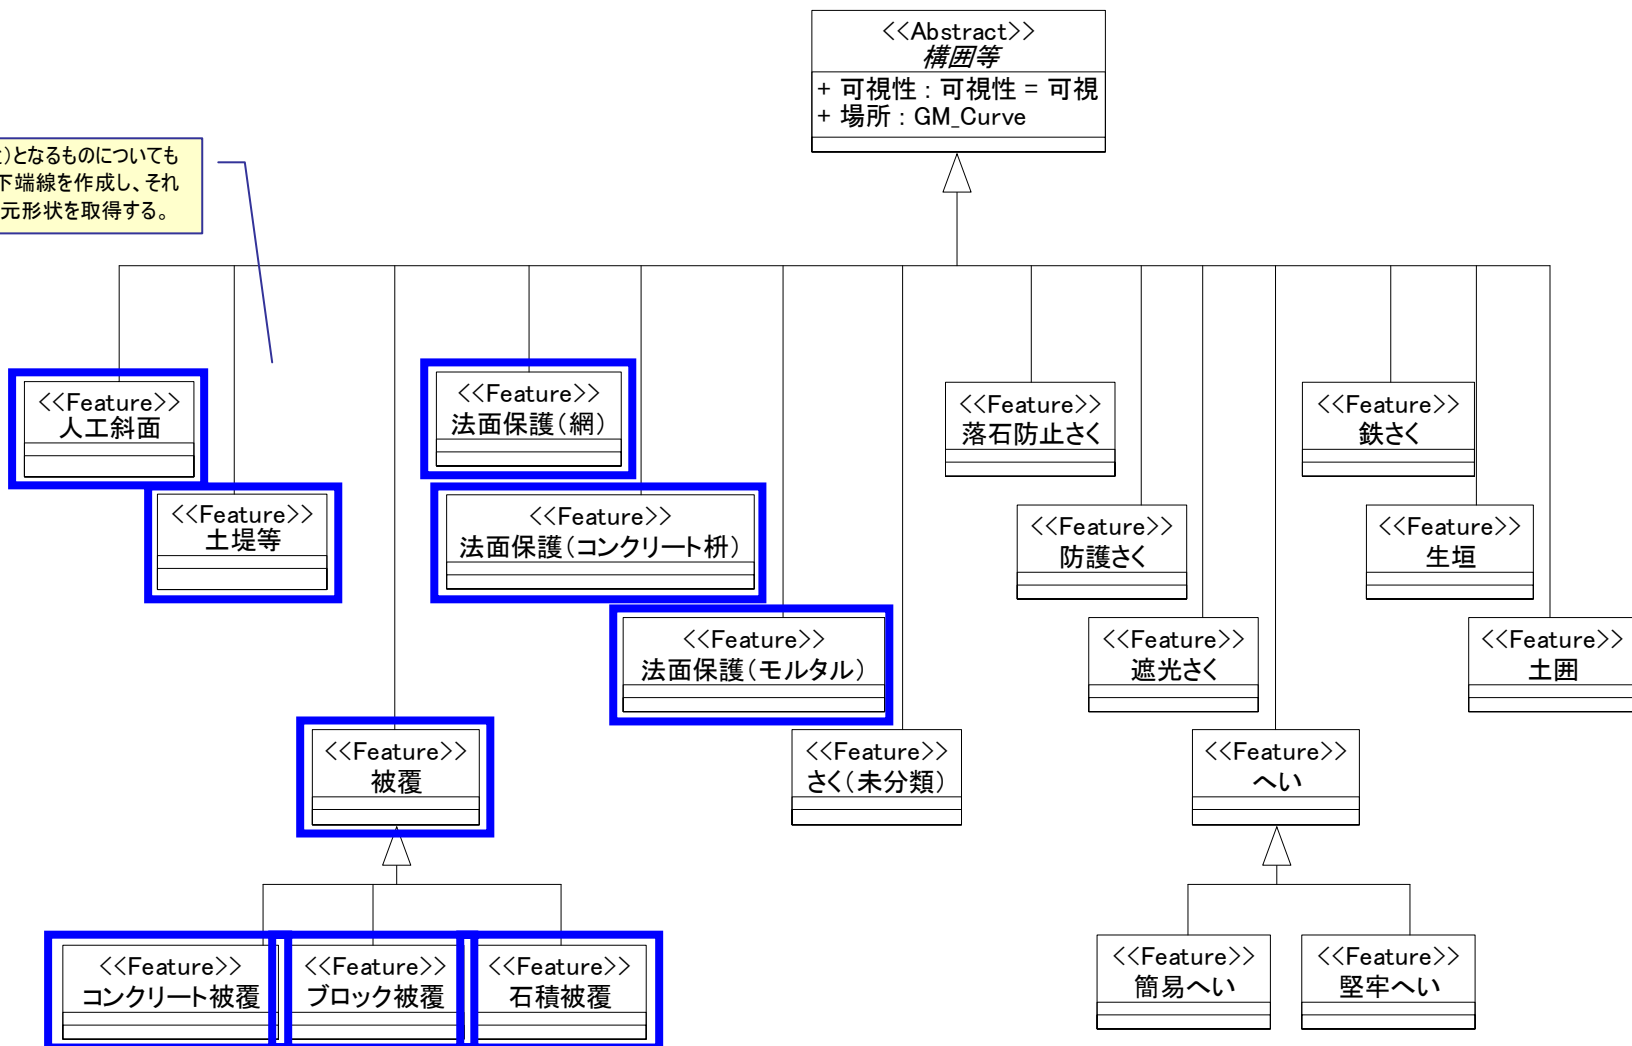 <<Abstract>>
構囲等
+ 可視性 : 可視性 = 可視
+ 場所 : GM_Curve
)となるものについても
下端線を作成し、それ
元形状を取得する。
<<Feature>>
人工斜面
<<Feature>>
土堤等
<<Feature>>
法面保護(網)
<<Feature>>
法面保護(コンクリート枡)
<<Feature>>
法面保護(モルタル)
<<Feature>>
落石防止さく
<<Feature>>
防護さく
<<Feature>>
遮光さく
<<Feature>>
鉄さく
<<Feature>>
生垣
<<Feature>>
土囲
<<Feature>>
被覆
<<Feature>>
さく(未分類)
<<Feature>>
へい
<<Feature>>
コンクリート被覆
<<Feature>>
ブロック被覆
<<Feature>>
石積被覆
<<Feature>>
簡易へい
<<Feature>>
堅牢へい